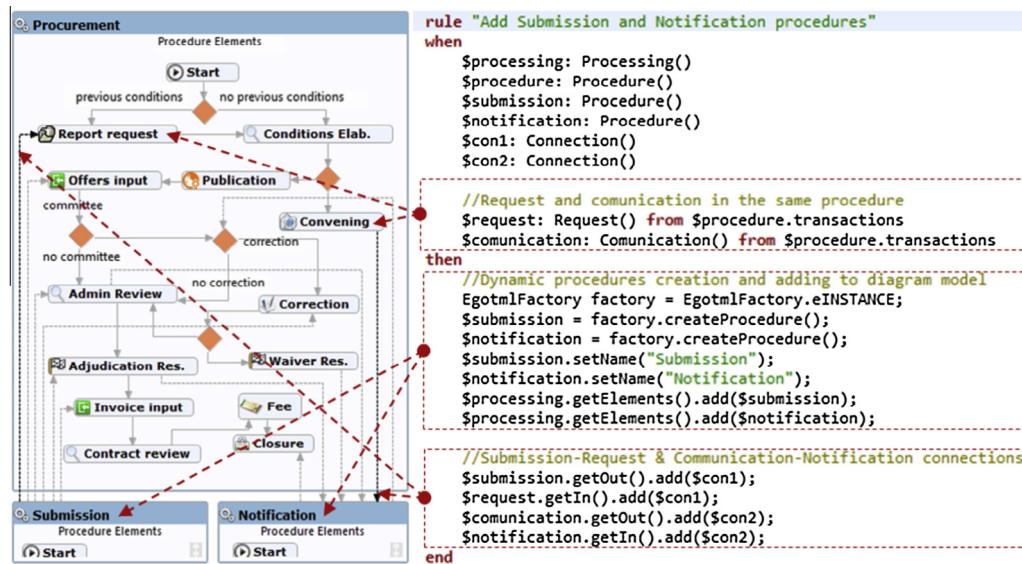 Procurement
Procedure Elements
Start
previous conditions
no previous conditions
Report request
Conditions Elab.
Offers input
Publication
committee
Convening
correction
no committee
no correction
Admin Review
Correction
Adjudication Res.
Waiver Res.
Invoice input
Fee
Contract review
Closure
Submission
Procedure Elements
Start
Notification
Procedure Elements
Start
rule "Add Submission and Notification procedures"
when
$processing: Processing()
$procedure: Procedure()
$submission: Procedure()
$notification: Procedure()
$con1: Connection()
$con2: Connection()
//Request and comunication in the same procedure
$request: Request() from $procedure.transactions
$comunication: Comunication() from $procedure.transactions
then
//Dynamic procedures creation and adding to diagram model
EgotmlFactory factory = EgotmlFactory.eINSTANCE;
$submission = factory.createProcedure();
$notification = factory.createProcedure();
$submission.setName("Submission");
$notification.setName("Notification");
$processing.getElements().add($submission);
$processing.getElements().add($notification);
//Submission-Request & Communication-Notification connections
$submission.getOut().add($con1);
$request.getIn().add($con1);
$comunication.getOut().add($con2);
$notification.getIn().add($con2);
end